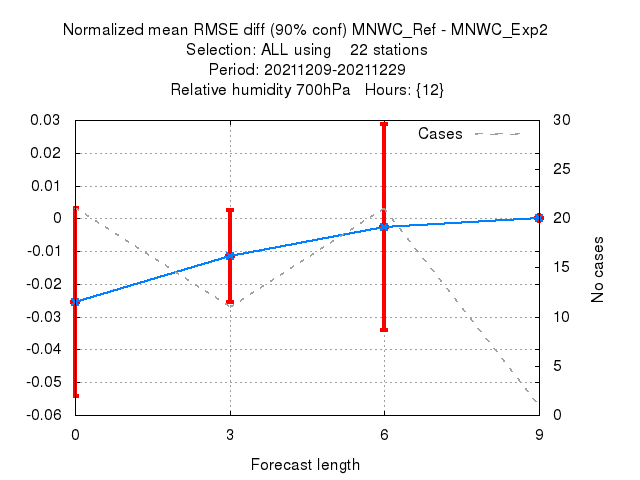 Normalized mean RMSE diff (90% conf) MNWC_Ref - MNWC_Exp2
Selection: ALL using    22 stations
Period: 20211209-20211229
Relative humidity 700hPa   Hours: {12}
0.03
0.02
0.01
0
-0.01
-0.02
-0.03
-0.04
-0.05
-0.06
Cases
30
25
20
15
10
5
0
No cases
0 3 6 9
Forecast length